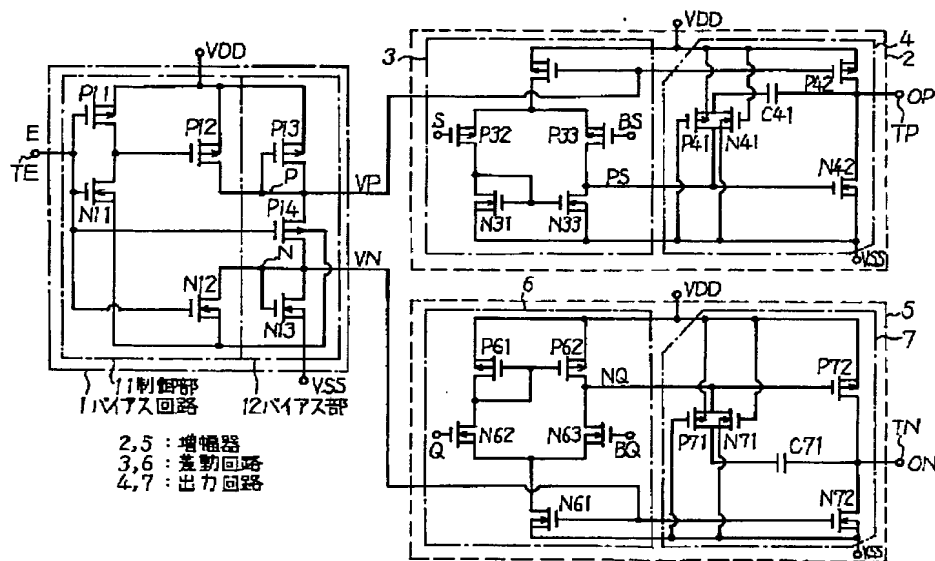 VDD
P11
E
TE
P12
P13
P
VP
N11
P14
N
VN
N12
N13
VSS
11制御部
1バイアス回路
12バイアス部
2,5:増幅器
3,6:差動回路
4,7:出力回路
3
VDD
4
2
P42
OP
TP
C41
S
P32
P33
BS
P41
N41
PS
N42
N31
N33
VSS
6
VDD
5
7
P61
P62
NQ
P72
TN
Q
N62
N63
BQ
P71
N71
C71
ON
N61
N72
VSS